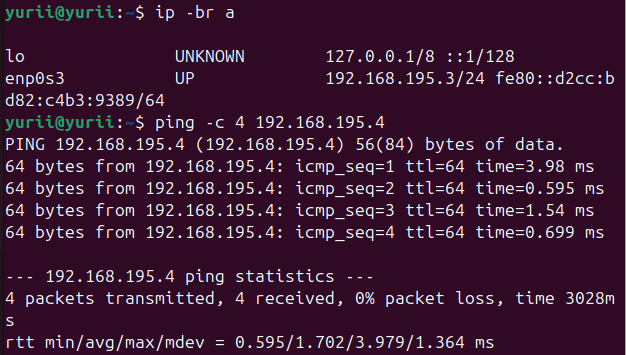 yurii@yurii:~$ ip -br a
lo UNKNOWN 127.0.0.1/8 ::1/128
enp0s3 UP 192.168.195.3/24 fe80::d2cc:b
d82:c4b3:9389/64
yurii@yurii:~$ ping -c 4 192.168.195.4
PING 192.168.195.4 (192.168.195.4) 56(84) bytes of data.
64 bytes from 192.168.195.4: icmp_seq=1 ttl=64 time=3.98 ms
64 bytes from 192.168.195.4: icmp_seq=2 ttl=64 time=0.595 ms
64 bytes from 192.168.195.4: icmp_seq=3 ttl=64 time=1.54 ms
64 bytes from 192.168.195.4: icmp_seq=4 ttl=64 time=0.699 ms
--- 192.168.195.4 ping statistics ---
4 packets transmitted, 4 received, 0% packet loss, time 3028m
s
rtt min/avg/max/mdev = 0.595/1.702/3.979/1.364 ms